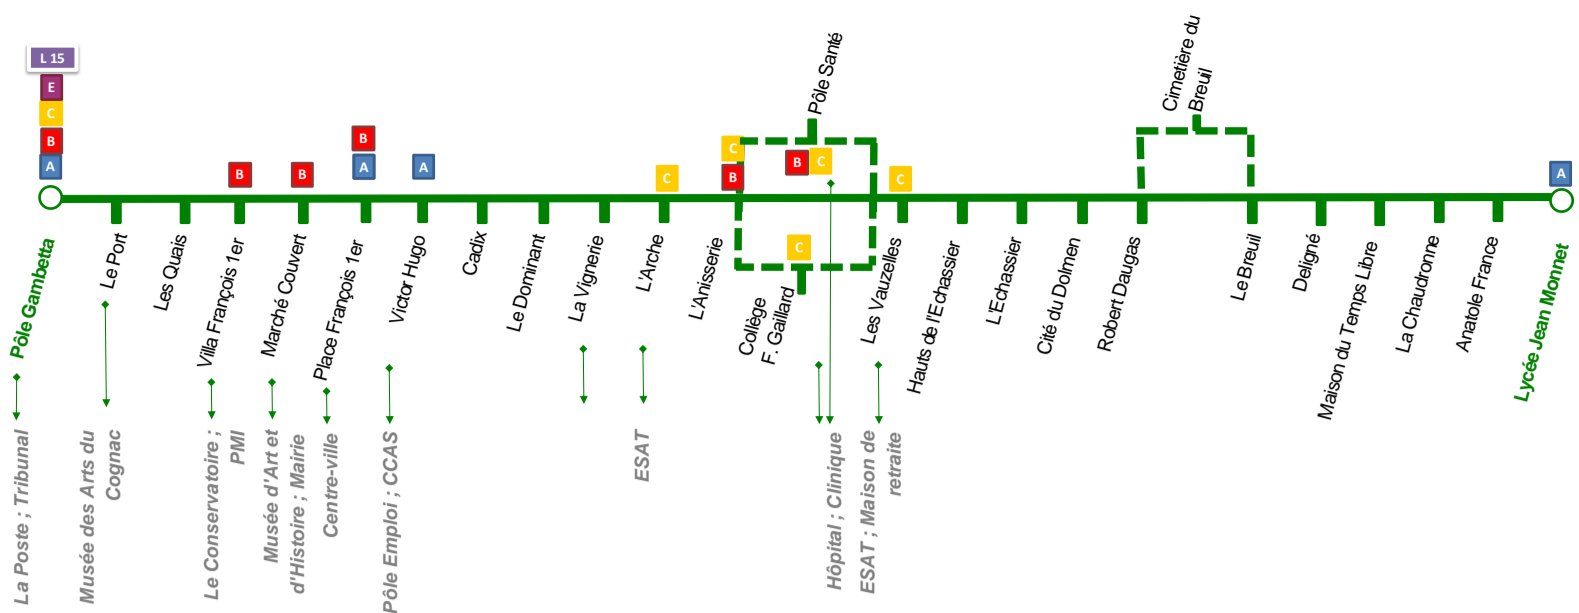 L 15
E
C
B
A
B
B
B
A
A
C
C
B
B
C
C
C
A
Pôle Santé
Cimetière du
Breuil
Pôle Gambetta
Le Port
Les Quais
Villa François 1er
Marché Couvert
Place François 1er
Victor Hugo
Cadix
Le Dominant
La Vignerie
L'Arche
L'Anisserie
Collège
F. Gaillard
Les Vauzelles
Hauts de l'Echassier
L'Echassier
Cité du Dolmen
Robert Daugas
Le Breuil
Deligné
Maison du Temps Libre
La Chaudronne
Anatole France
Lycée Jean Monnet
La Poste ; Tribunal
Musée des Arts du
Cognac
Le Conservatoire ;
PMI
Musée d'Art et
d'Histoire ; Mairie
Centre-ville
Pôle Emploi ; CCAS
ESAT
Hôpital ; Clinique
ESAT ; Maison de
retraite